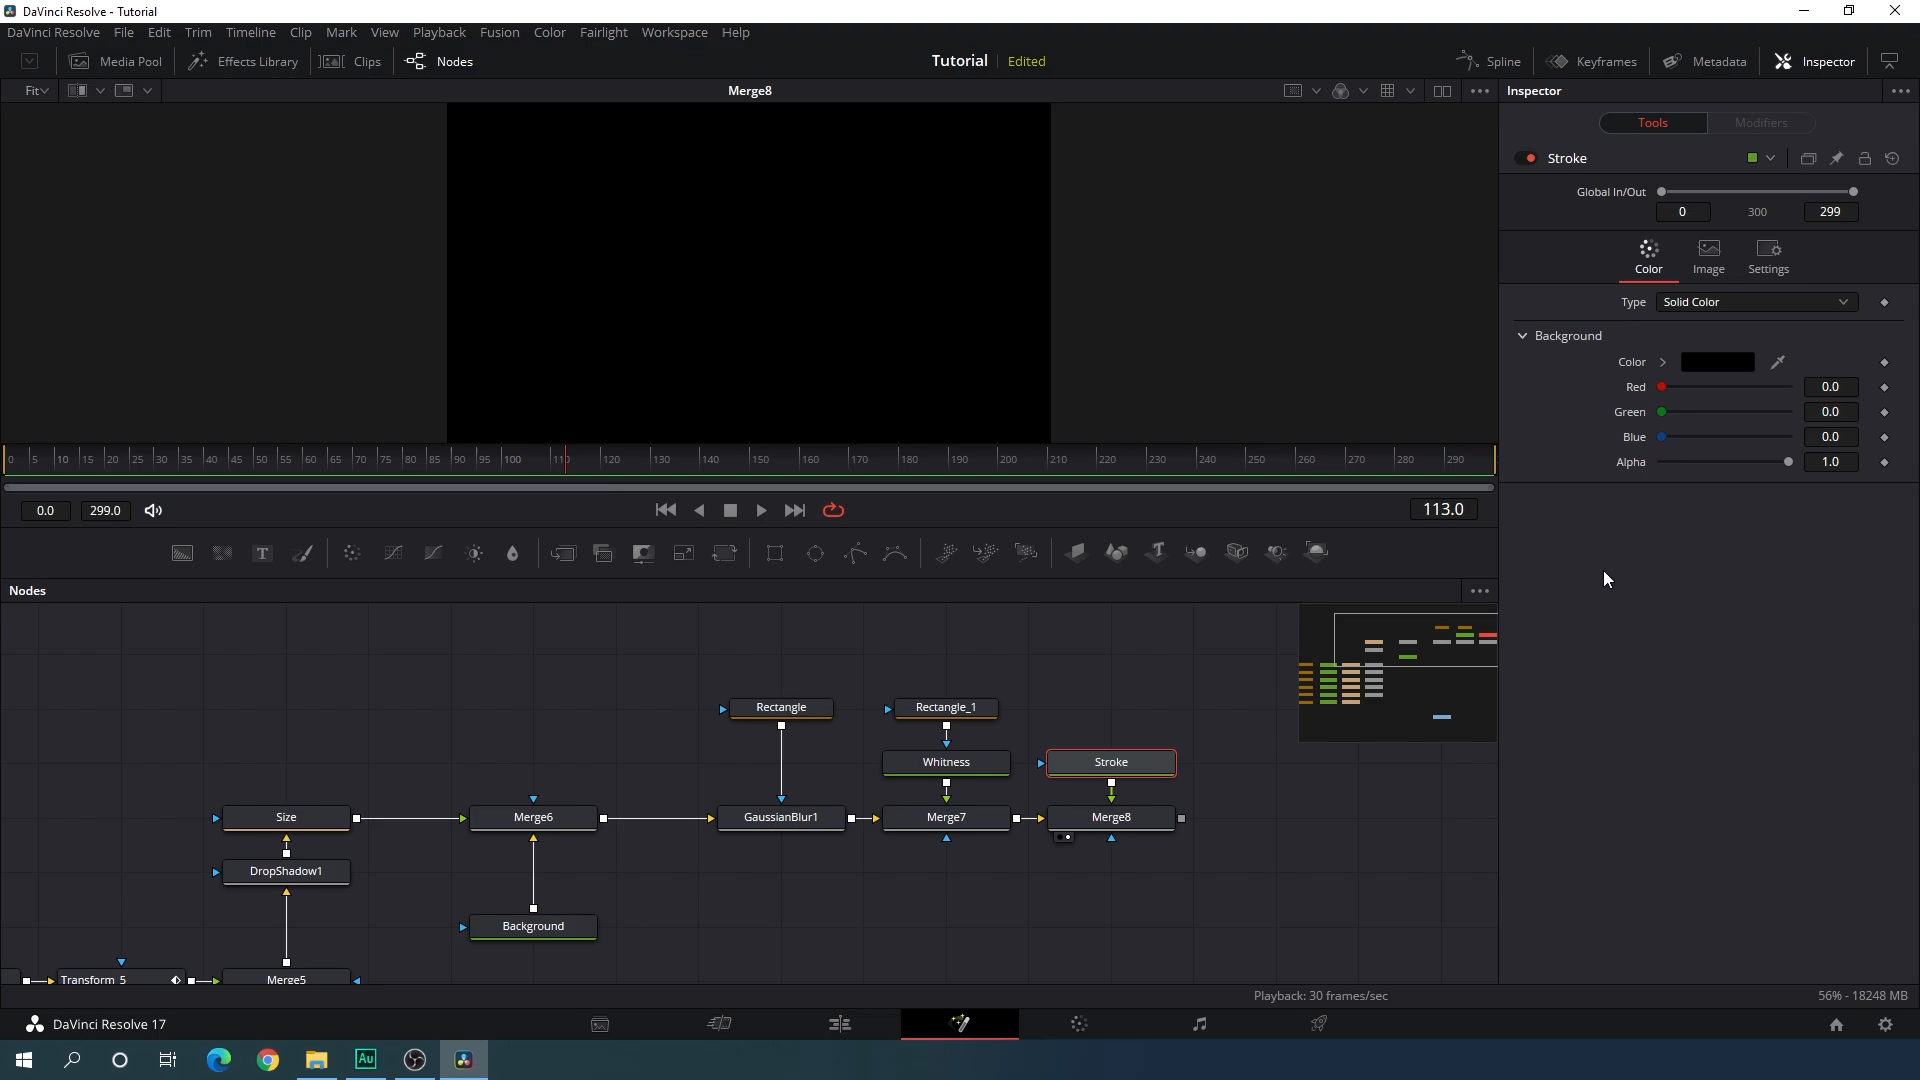 DaVinci Resolve - Tutorial
DaVinci Resolve File Edit Trim Timeline Clip Mark View Playback Fusion Color Fairlight Workspace Help
Media Pool Effects Library Clips Nodes Tutorial Edited Spline Keyframes Metadata Inspector
Fit Merge8 Inspector
Tools Modifiers
Stroke
Global In/Out
0 300 299
Color Image Settings
Type Solid Color
Background
Color
Red 0.0
Green 0.0
Blue 0.0
Alpha 1.0
0 5 10 15 20 25 30 35 40 45 50 55 60 65 70 75 80 85 90 95 100 110 120 130 140 150 160 170 180 190 200 210 220 230 240 250 260 270 280 290
0.0 299.0 113.0
T T
Nodes
Rectangle Rectangle_1
Whitness Stroke
Size Merge6 GaussianBlur1 Merge7 Merge8
DropShadow1
Background
Transform_5 Merge5
Playback: 30 frames/sec 56% - 18248 MB
DaVinci Resolve 17
Au